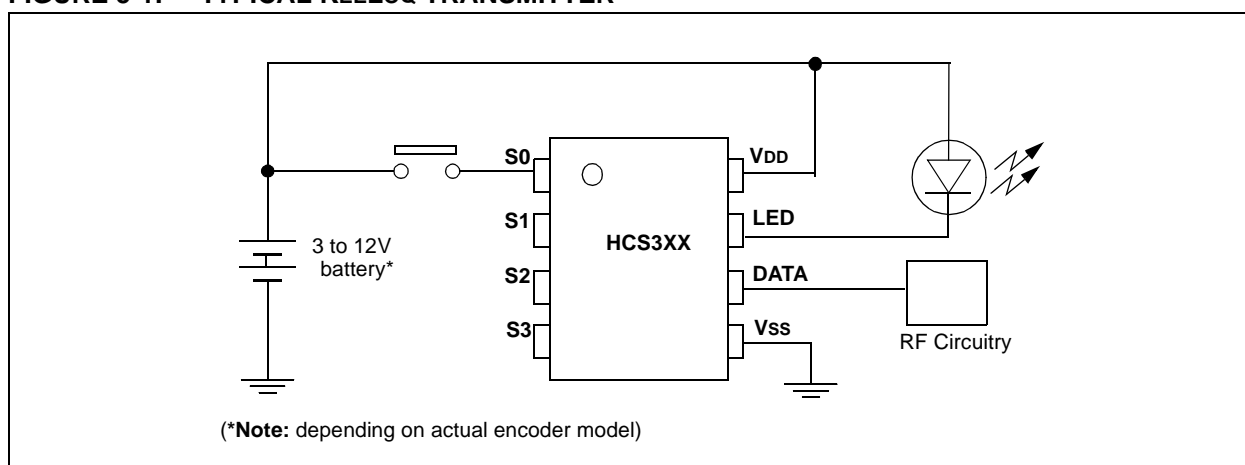 S0
VDD
S1
LED
HCS3XX
3 to 12V
battery*
S2
DATA
S3
VSS
RF Circuitry
(*Note: depending on actual encoder model)